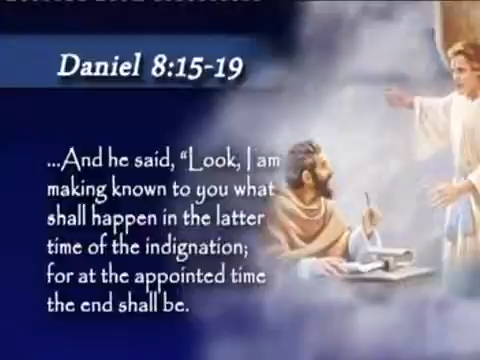 Daniel 8:15-19
...And he said, "Look, I am
making known to you what
shall happen in the latter
time of the indignation;
for at the appointed time
the end shall be.